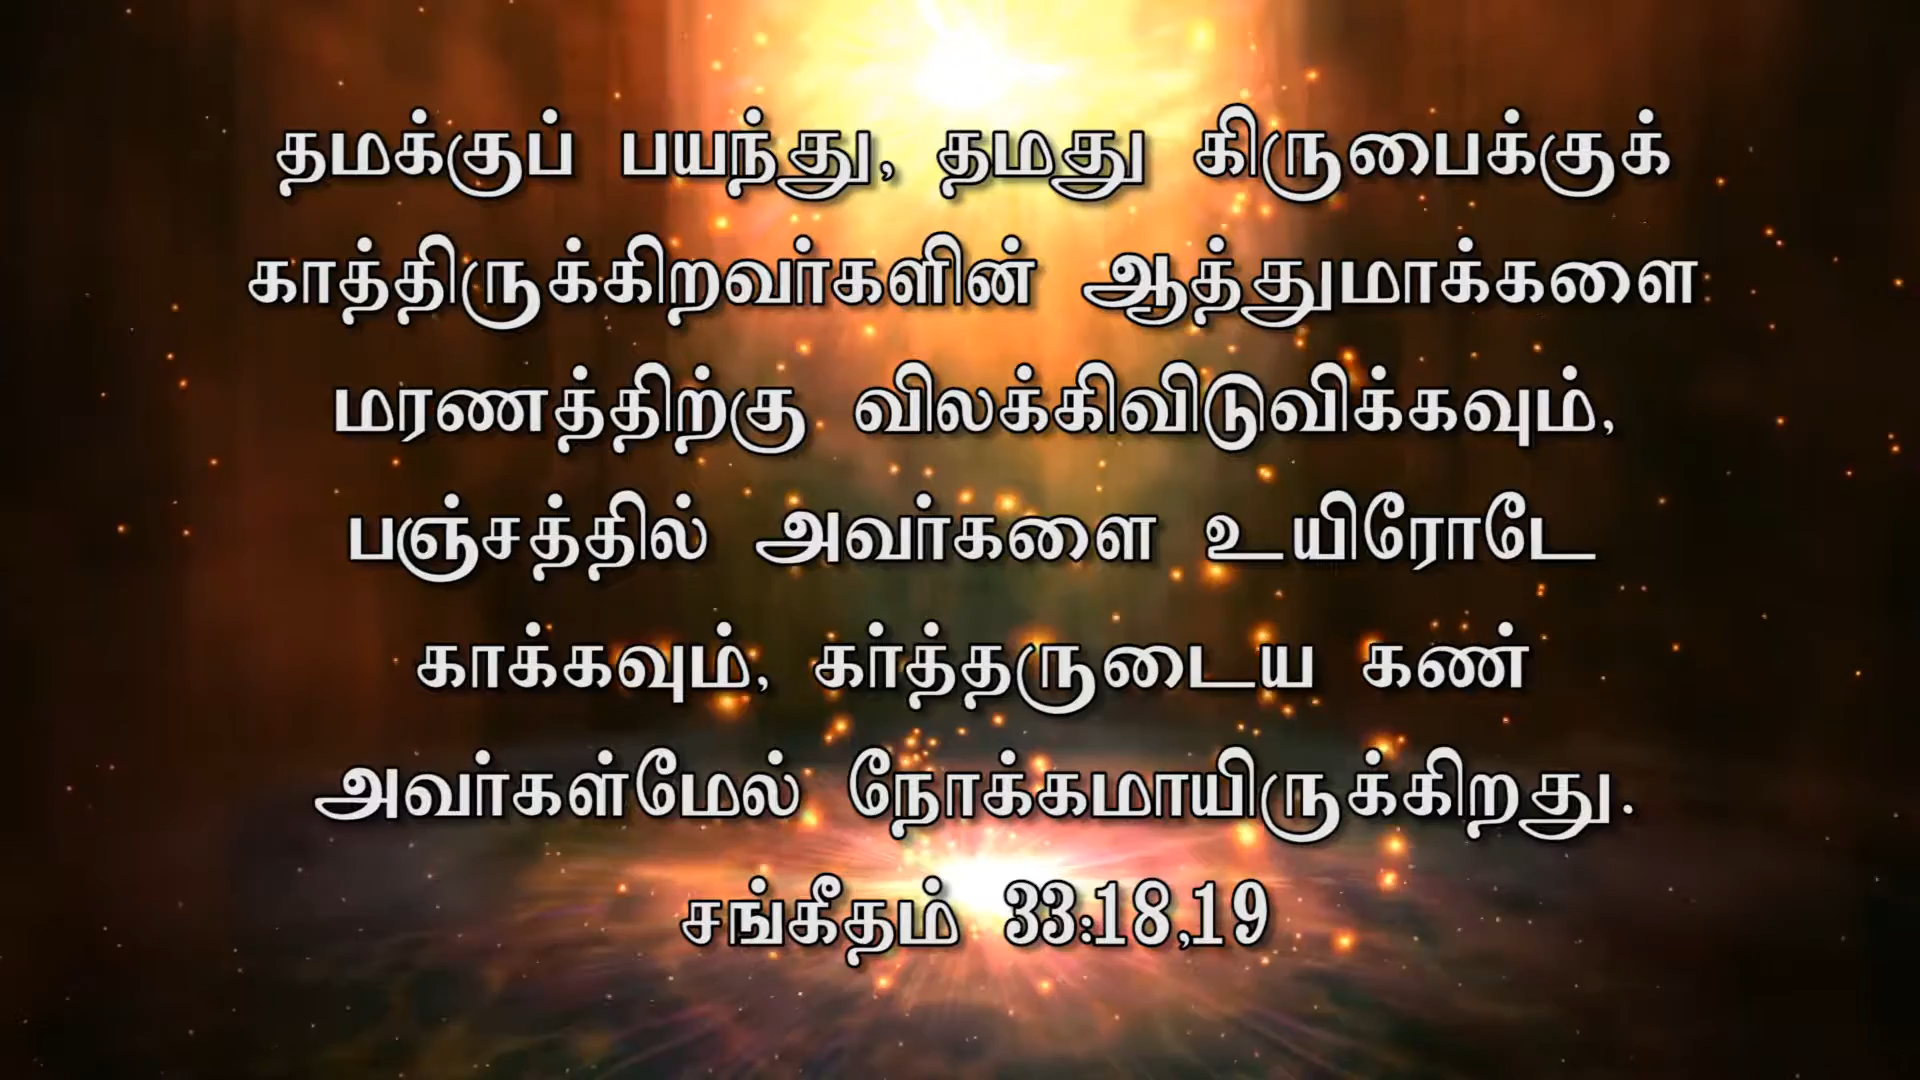 தமக்குப் பயந்து, தமது கிருபைக்குக்
காத்திருக்கிறவர்களின் ஆத்துமாக்களை
மரணத்திற்கு விலக்கிவிடுவிக்கவும்,
பஞ்சத்தில் அவர்களை உயிரோடே
காக்கவும், கர்த்தருடைய கண்
அவர்கள்மேல் நோக்கமாயிருக்கிறது.
சங்கீதம் 33:18,19